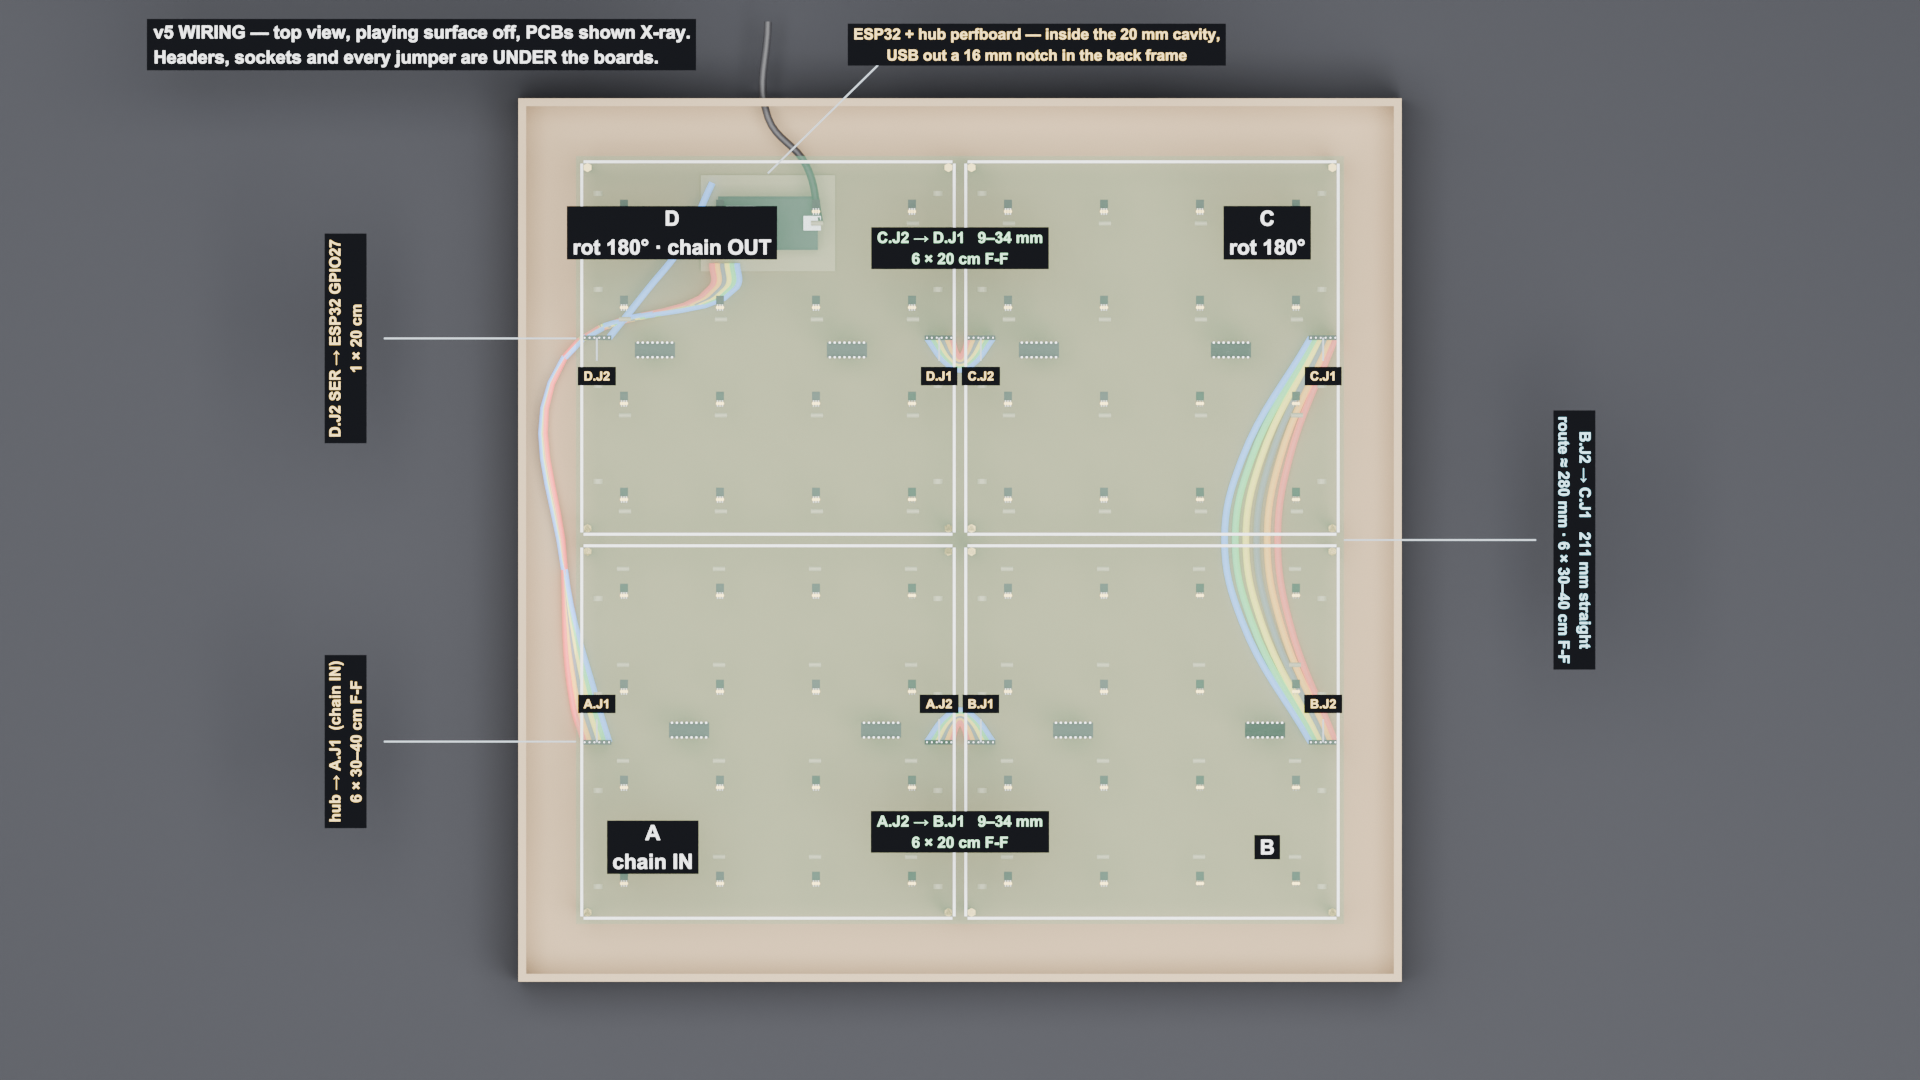 v5 WIRING — top view, playing surface off, PCBs shown X-ray.
Headers, sockets and every jumper are UNDER the boards.
ESP32 + hub perfboard — inside the 20 mm cavity,
USB out a 16 mm notch in the back frame
D
rot 180° · chain OUT
C.J2 → D.J1 9–34 mm
6 × 20 cm F-F
C
rot 180°
D.J2 SER → ESP32 GPIO27
1 × 20 cm
D.J2
D.J1
C.J2
C.J1
B.J2 → C.J1 211 mm straight
route ≈ 280 mm · 6 × 30–40 cm F-F
hub → A.J1 (chain IN)
6 × 30–40 cm F-F
A.J1
A.J2
B.J1
B.J2
A.J2 → B.J1 9–34 mm
6 × 20 cm F-F
A
chain IN
B